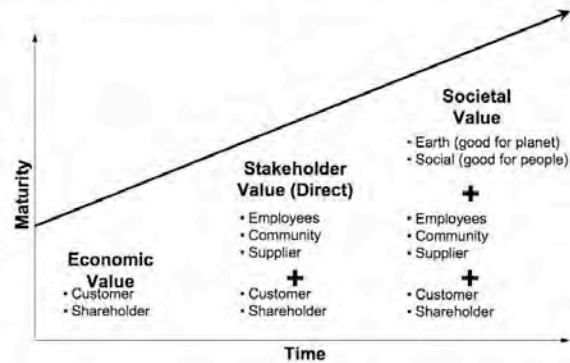 Maturity
Economic
Value
• Customer
• Shareholder
Stakeholder
Value (Direct)
• Employees
• Community
• Supplier
+
• Customer
• Shareholder
Societal
Value
• Earth (good for planet)
• Social (good for people)
+
• Employees
• Community
• Supplier
+
• Customer
• Shareholder
Time